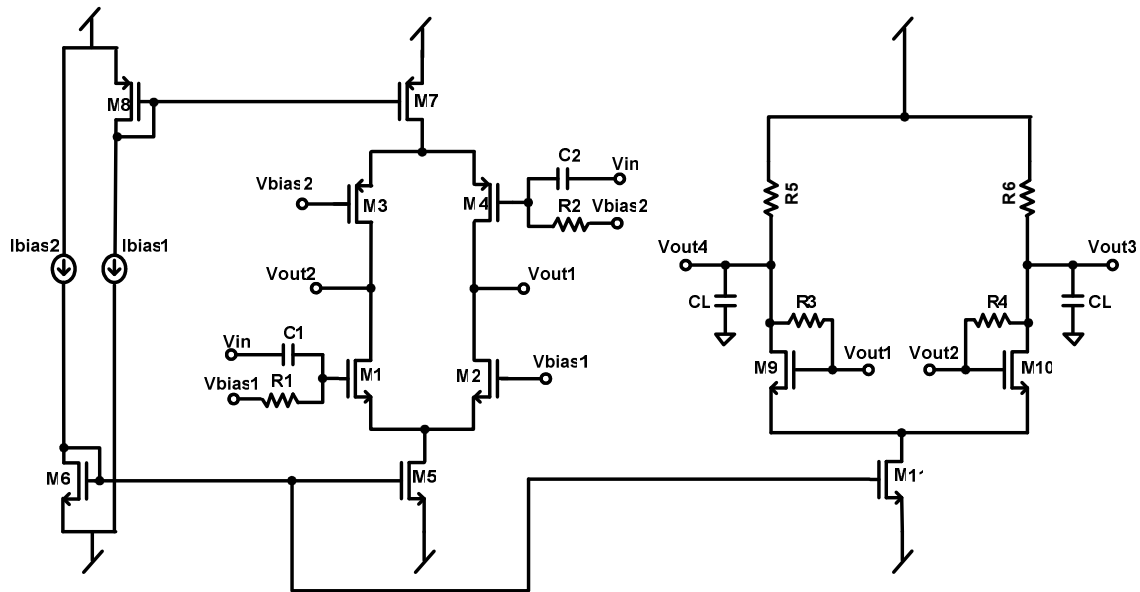 M8
M7
C2
Vin
Vbias2
M3
M4
R2
Vbias2
R5
R6
Ibias2
Ibias1
Vout2
Vout1
Vout4
Vout3
CL
R3
R4
CL
Vin
C1
Vbias1
R1
M1
M2
Vbias1
M9
Vout1
Vout2
M10
M6
M5
M11